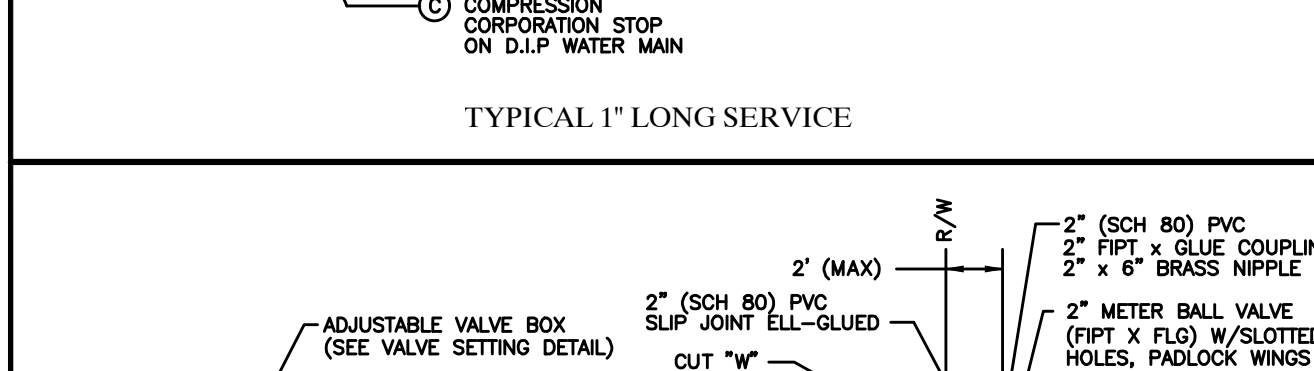 C COMPRESSION
CORPORATION STOP
ON D.I.P WATER MAIN
TYPICAL 1" LONG SERVICE
R/W
2' (MAX)
2" (SCH 80) PVC
SLIP JOINT ELL-GLUED
ADJUSTABLE VALVE BOX
(SEE VALVE SETTING DETAIL)
CUT "W"
2" (SCH 80) PVC
2" FIPT x GLUE COUPLIN
2" x 6" BRASS NIPPLE
2" METER BALL VALVE
(FIPT X FLG) W/SLOTTED
HOLES, PADLOCK WINGS